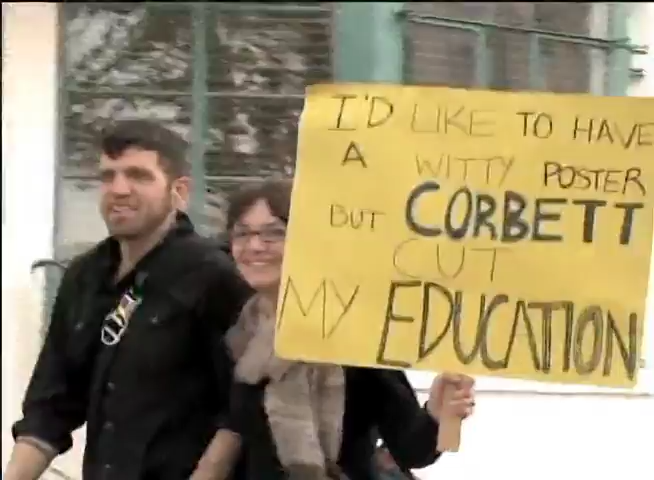 I'D LIKE TO HAVE
A WITTY POSTER
BUT CORBETT
CUT
MY EDUCATION.